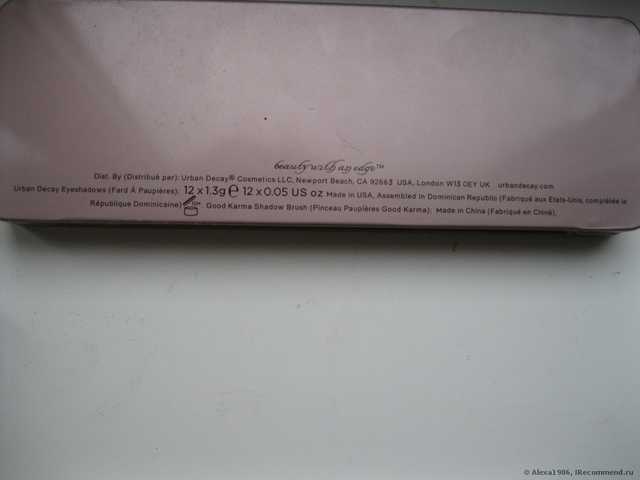 beauty with an edge™
Dist. By (Distribué par): Urban Decay® Cosmetics LLC, Newport Beach, CA 92663 USA, London W13 0EY UK urbandecay.com
Urban Decay Eyeshadows (Fard À Paupières): 12 x 1.3g ℮ 12 x 0.05 US oz Made in USA, Assembled in Dominican Republic (Fabriqué aux Etats-Unis, complétée la
République Dominicaine) Good Karma Shadow Brush (Pinceau Paupières Good Karma): Made in China (Fabriqué en Chine).
© Alexa1986, IRecommend.ru